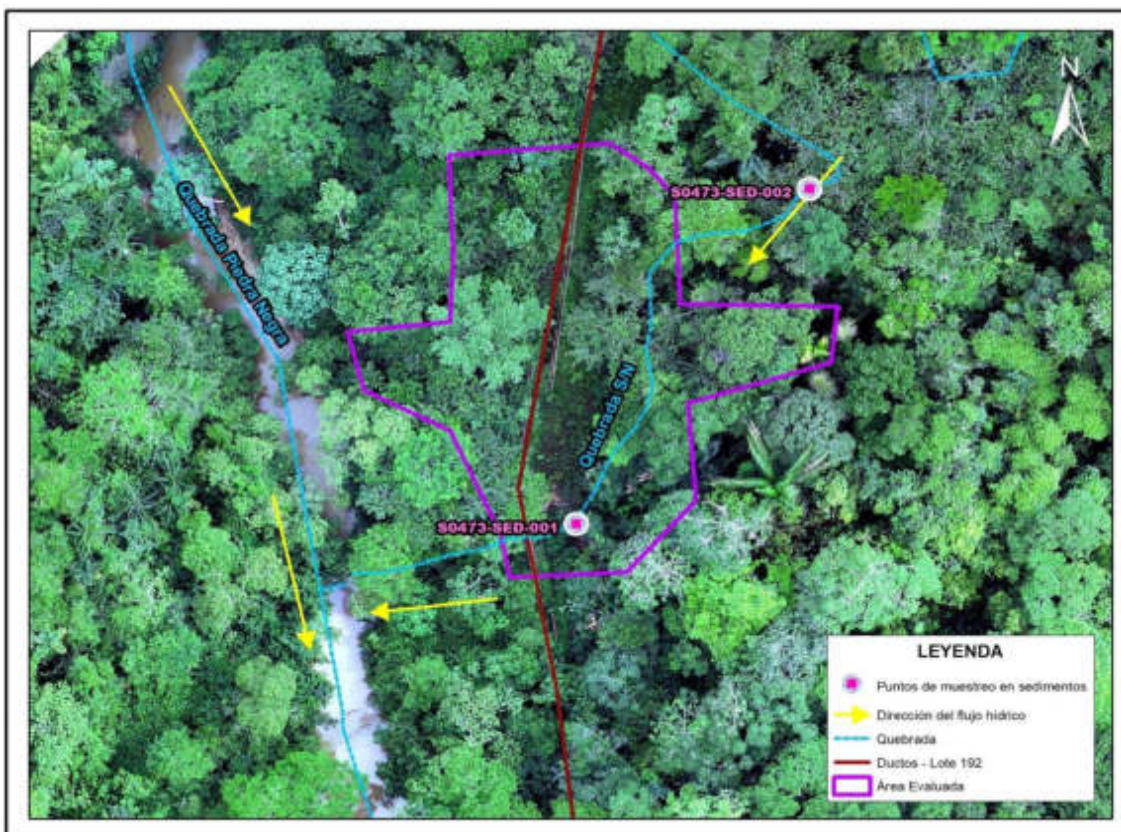 N
S0473-SED-002
Quebrada Piedra Negra
Quebrada S/N
S0473-SED-001
LEYENDA
Puntos de muestreo en sedimentos
Dirección del flujo hídrico
Quebrada
Ductos - Lote 192
Área Evaluada